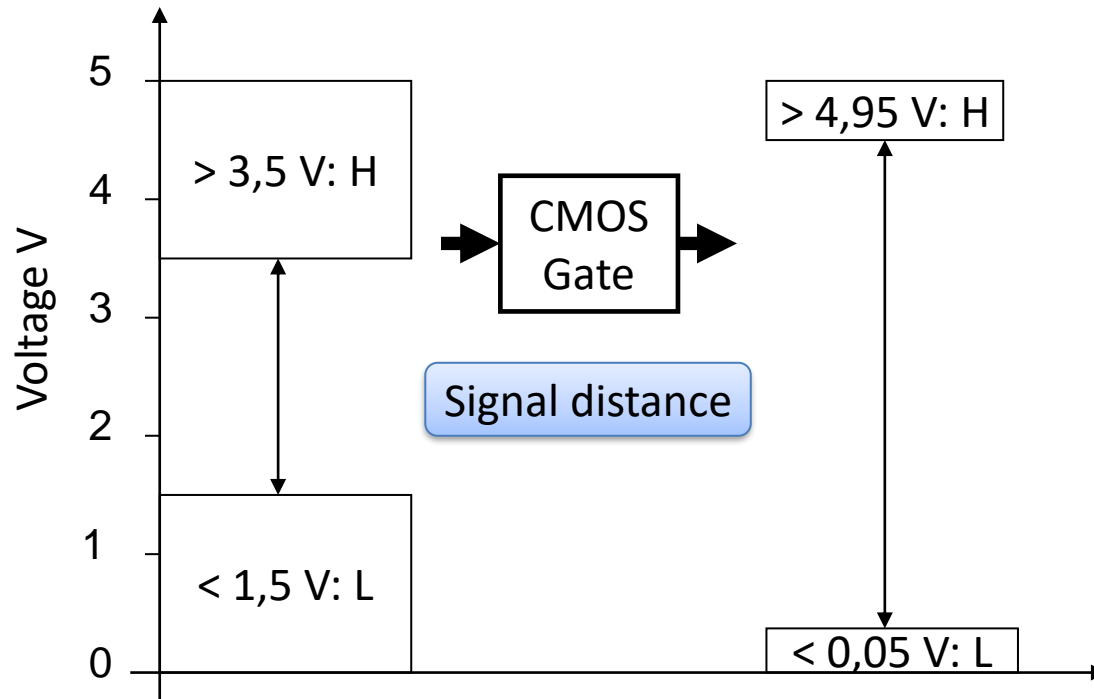 Voltage V
5
4
3
2
1
0
> 3,5 V: H
< 1,5 V: L
CMOS
Gate
Signal distance
> 4,95 V: H
< 0,05 V: L